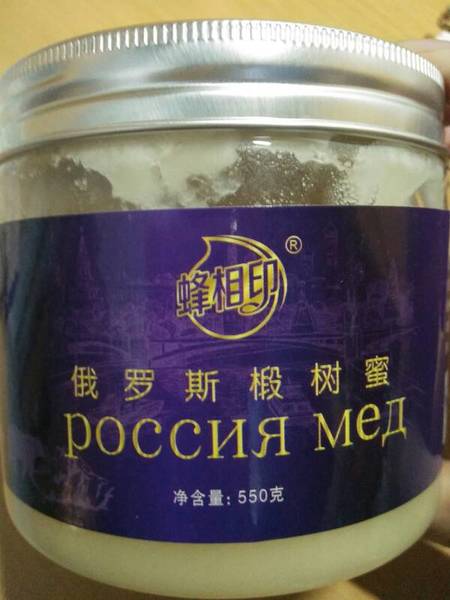 蜂相印®
俄罗斯椴树蜜
россия мед
净含量：550克